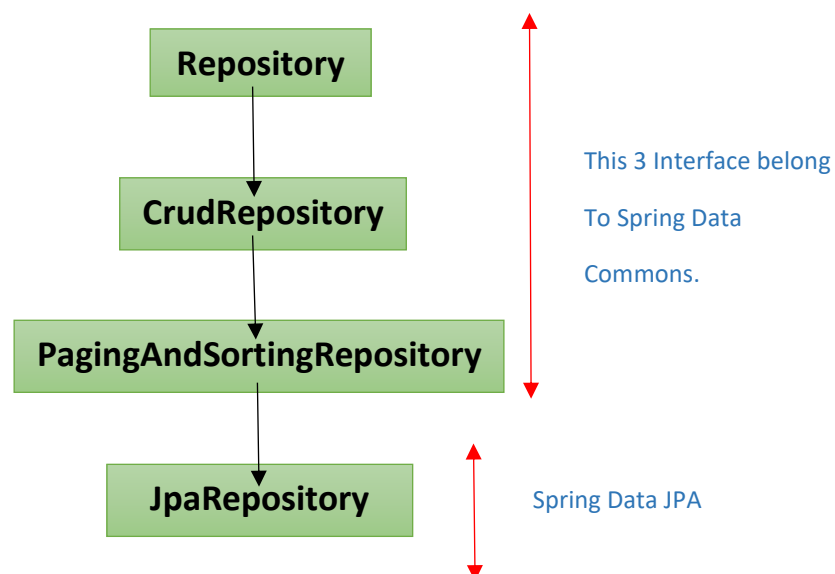 Repository
This 3 Interface belong
To Spring Data
Commons.
CrudRepository
PagingAndSortingRepository
JpaRepository
Spring Data JPA